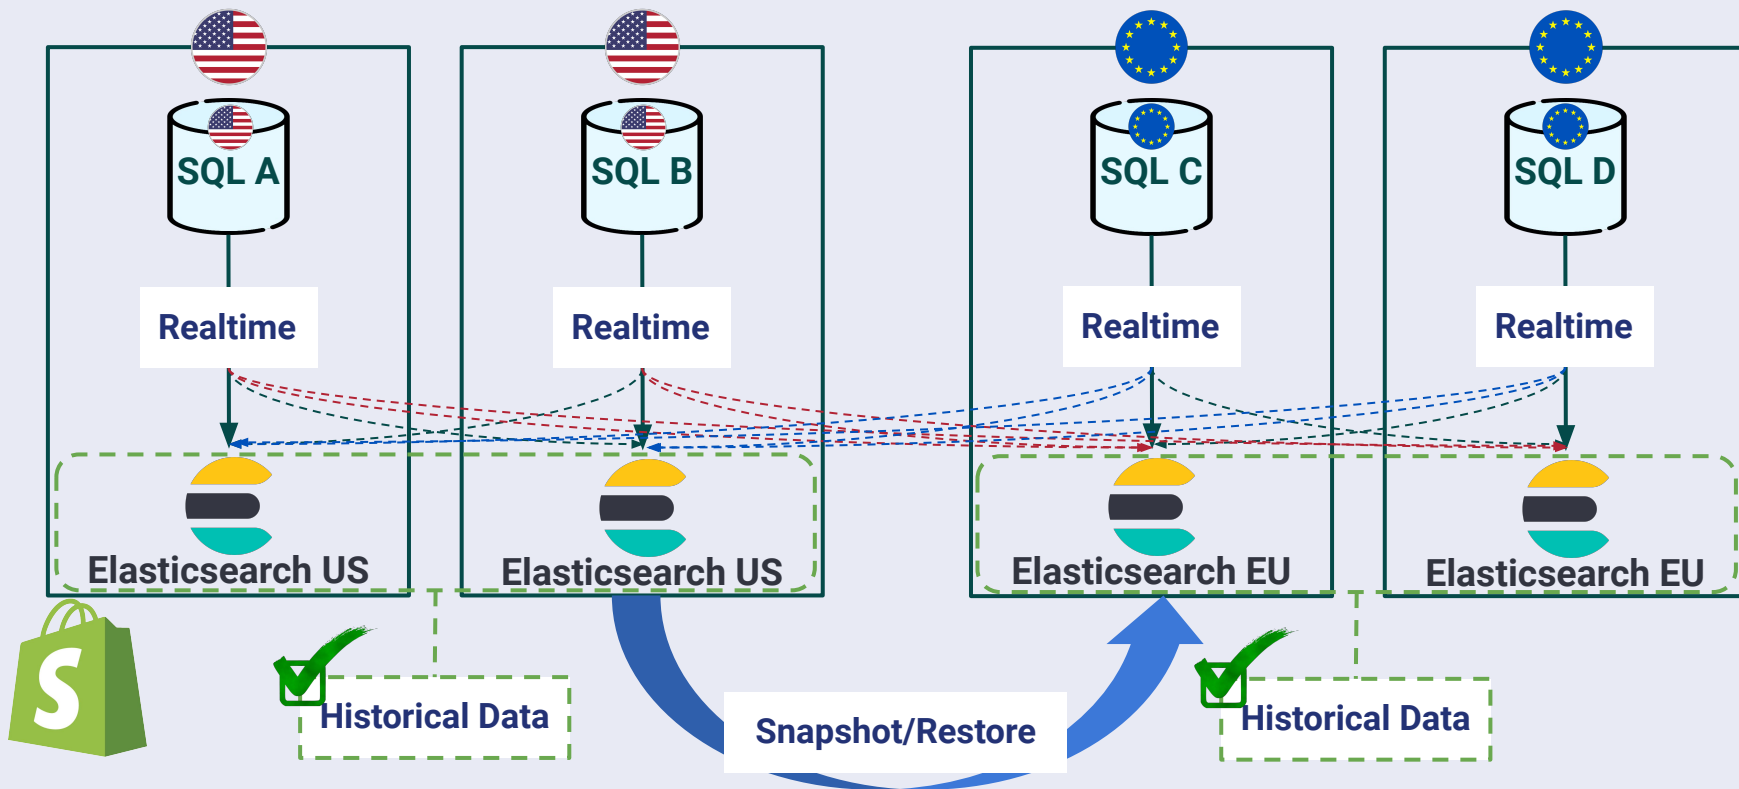 SQL A
SQL B
SQL C
SQL D
Realtime
Realtime
Realtime
Realtime
Elasticsearch US
Elasticsearch US
Elasticsearch EU
Elasticsearch EU
S
Historical Data
Snapshot/Restore
Historical Data